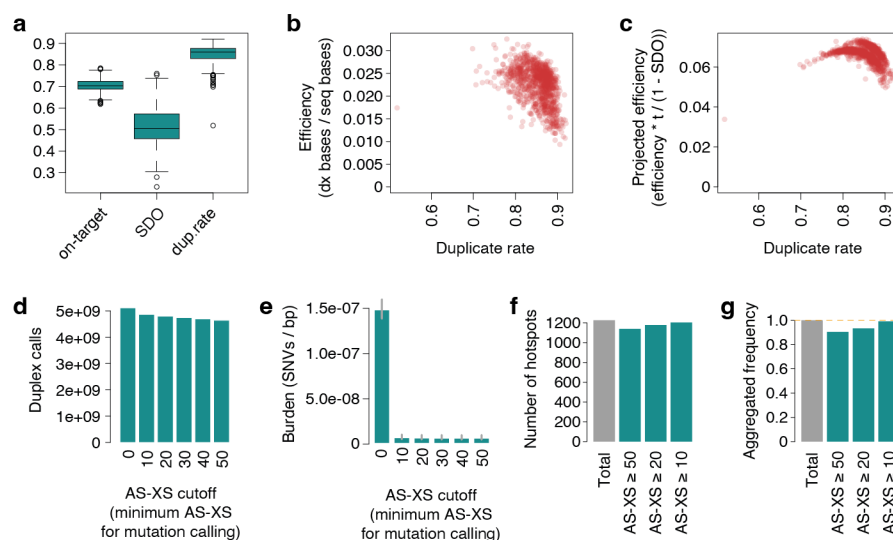 a
0.9
0.8
0.7
0.6
0.5
0.4
0.3
on-target
SDO
dup.rate
b
Efficiency
(dx bases / seq bases)
0.030
0.025
0.020
0.015
0.010
0.005
0
0.6
0.7
0.8
0.9
Duplicate rate
c
Projected efficiency
(efficiency * t / (1 - SDO))
0.06
0.04
0.02
0
0.6
0.7
0.8
0.9
Duplicate rate
d
Duplex calls
5e+09
4e+09
3e+09
2e+09
1e+09
0
0
10
20
30
40
50
AS-XS cutoff
(minimum AS-XS
for mutation calling)
e
Burden (SNVs / bp)
1.5e-07
1.0e-07
5.0e-08
0
0
10
20
30
40
50
AS-XS cutoff
(minimum AS-XS
for mutation calling)
f
Number of hotspots
1200
1000
800
600
400
200
0
Total
AS-XS ≥ 50
AS-XS ≥ 20
AS-XS ≥ 10
g
Aggregated frequency
1.0
0.8
0.6
0.4
0.2
0
Total
AS-XS ≥ 50
AS-XS ≥ 20
AS-XS ≥ 10